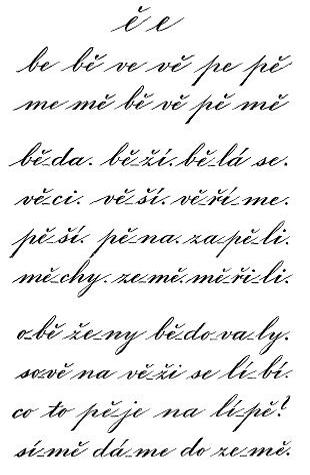 ě e
be bě ve vě pe pě
me mě bě vě pě mě
bě-da. bě-ží. bě-lá se.
vě-ci. vě-ší. vě-ří-me.
pě-ší. pě-na. za-pě-li.
mě-chy. ze-mě. mě-ři-li.
o-bě že-ny bě-do-va-ly.
so-vě na vě-ži se lí-bí.
co to pě-je na lí-pě?
sí-mě dá-me do ze-mě.